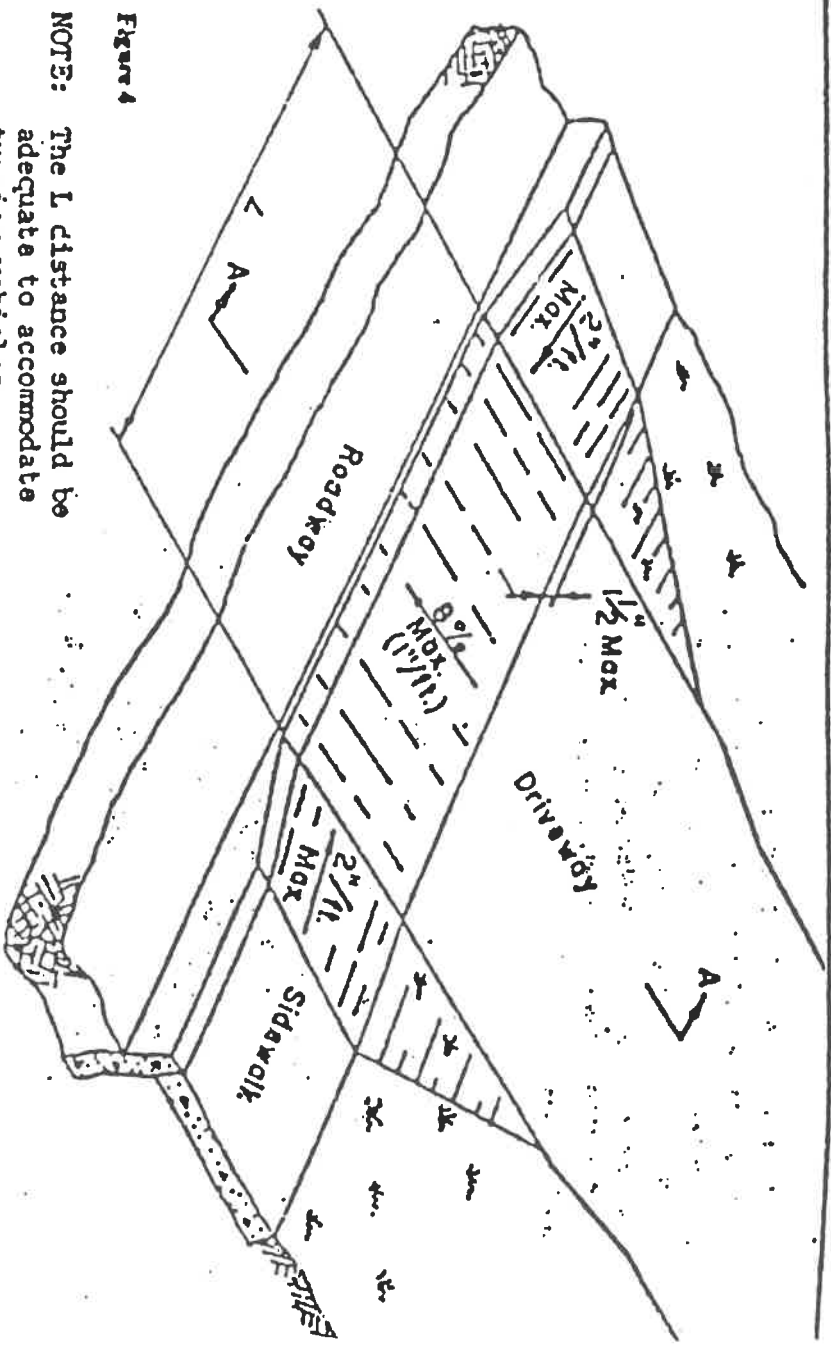 A
1½" Max
Driveway
2"/ft.
Max.
8%
Max.
(1"/ft.)
2"/ft.
Max
Roadway
Sidewalk
A
L
Figure 4
NOTE: The L distance should be
adequate to accommodate